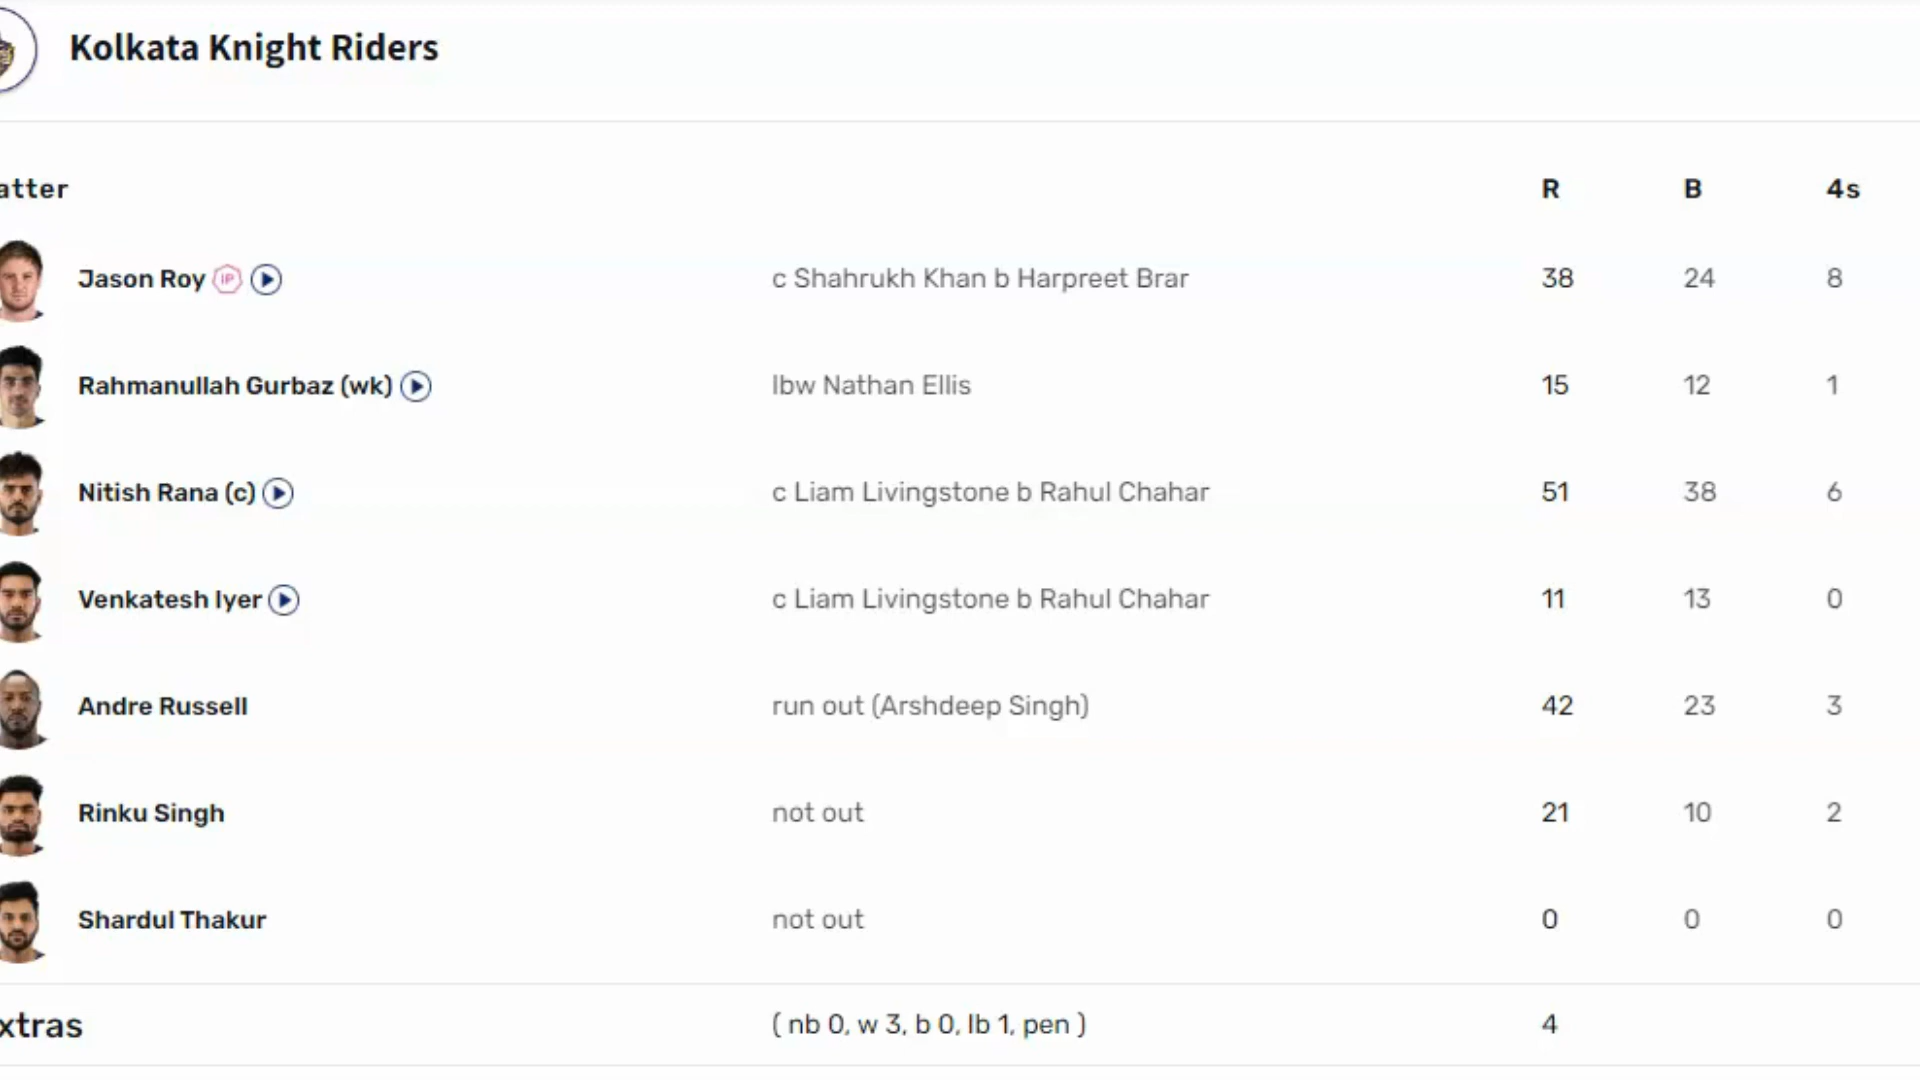 Kolkata Knight Riders
atter R B 4s
Jason Roy IP c Shahrukh Khan b Harpreet Brar 38 24 8
Rahmanullah Gurbaz (wk) lbw Nathan Ellis 15 12 1
Nitish Rana (c) c Liam Livingstone b Rahul Chahar 51 38 6
Venkatesh Iyer c Liam Livingstone b Rahul Chahar 11 13 0
Andre Russell run out (Arshdeep Singh) 42 23 3
Rinku Singh not out 21 10 2
Shardul Thakur not out 0 0 0
xtras ( nb 0, w 3, b 0, lb 1, pen ) 4